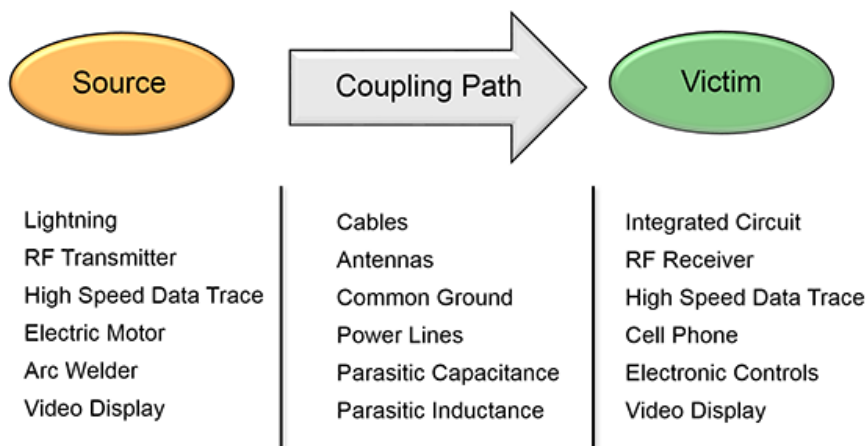 Source
Coupling Path
Victim
Lightning
RF Transmitter
High Speed Data Trace
Electric Motor
Arc Welder
Video Display
Cables
Antennas
Common Ground
Power Lines
Parasitic Capacitance
Parasitic Inductance
Integrated Circuit
RF Receiver
High Speed Data Trace
Cell Phone
Electronic Controls
Video Display